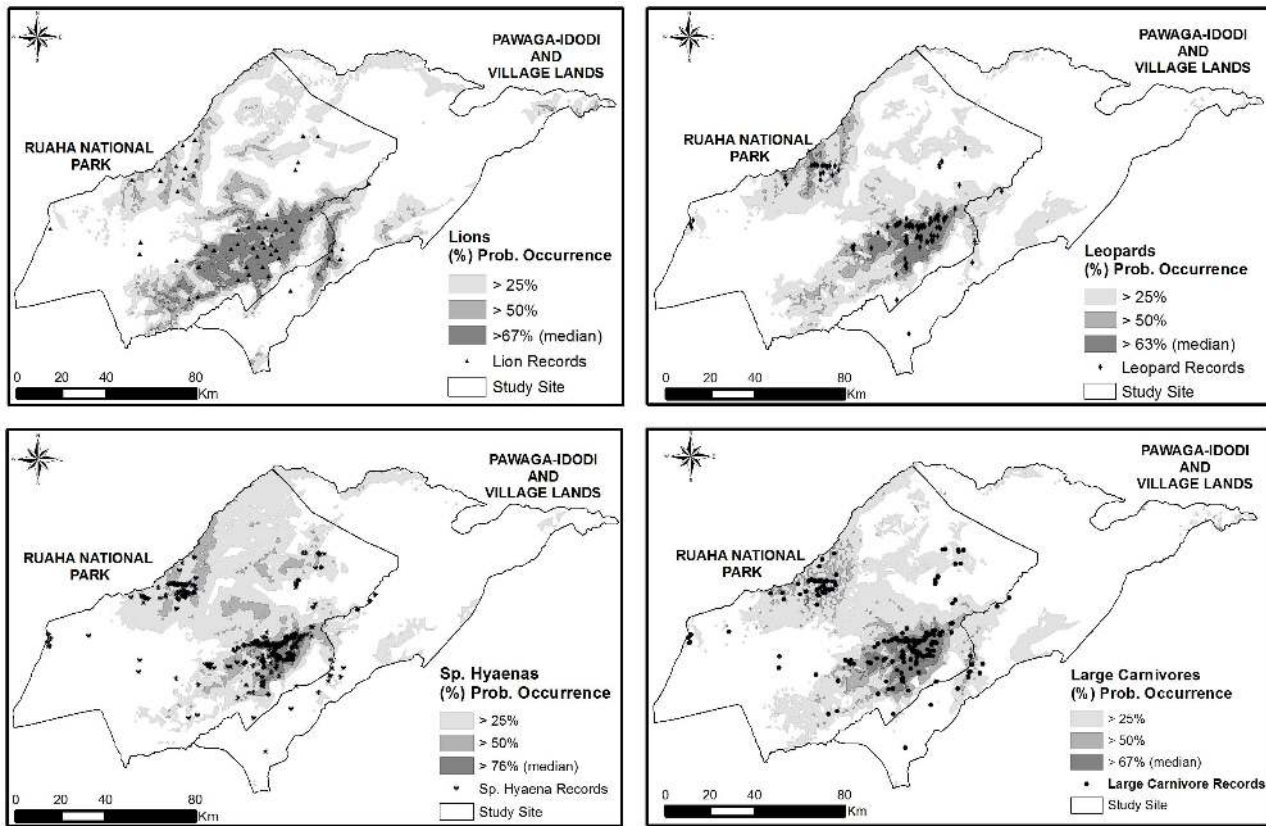 PAWAGA-IDODI
AND
VILLAGE LANDS
RUAHA NATIONAL
PARK
Lions
(%) Prob. Occurrence
> 25%
> 50%
>67% (median)
Lion Records
Study Site
0 20 40 80
Km
PAWAGA-IDODI
AND
VILLAGE LANDS
RUAHA NATIONAL
PARK
Leopards
(%) Prob. Occurrence
> 25%
> 50%
> 63% (median)
Leopard Records
Study Site
0 20 40 80
Km
PAWAGA-IDODI
AND
VILLAGE LANDS
RUAHA NATIONAL
PARK
Sp. Hyaenas
(%) Prob. Occurrence
> 25%
> 50%
> 76% (median)
Sp. Hyaena Records
Study Site
0 20 40 80
Km
PAWAGA-IDODI
AND
VILLAGE LANDS
RUAHA NATIONAL
PARK
Large Carnivores
(%) Prob. Occurrence
> 25%
> 50%
> 67% (median)
Large Carnivore Records
Study Site
0 20 40 80
Km